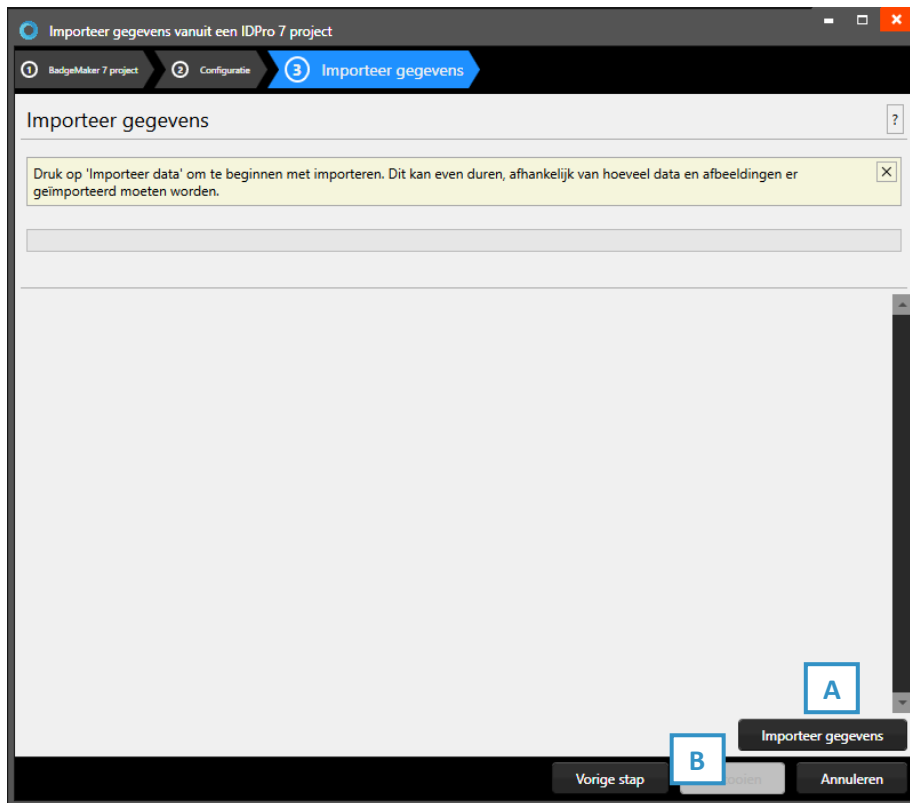 Importeer gegevens vanuit een IDPro 7 project
1 BadgeMaker 7 project 2 Configuratie 3 Importeer gegevens
Importeer gegevens
?
Druk op 'Importeer data' om te beginnen met importeren. Dit kan even duren, afhankelijk van hoeveel data en afbeeldingen er
geïmporteerd moeten worden.
A
Importeer gegevens
B
Vorige stap
Annuleren